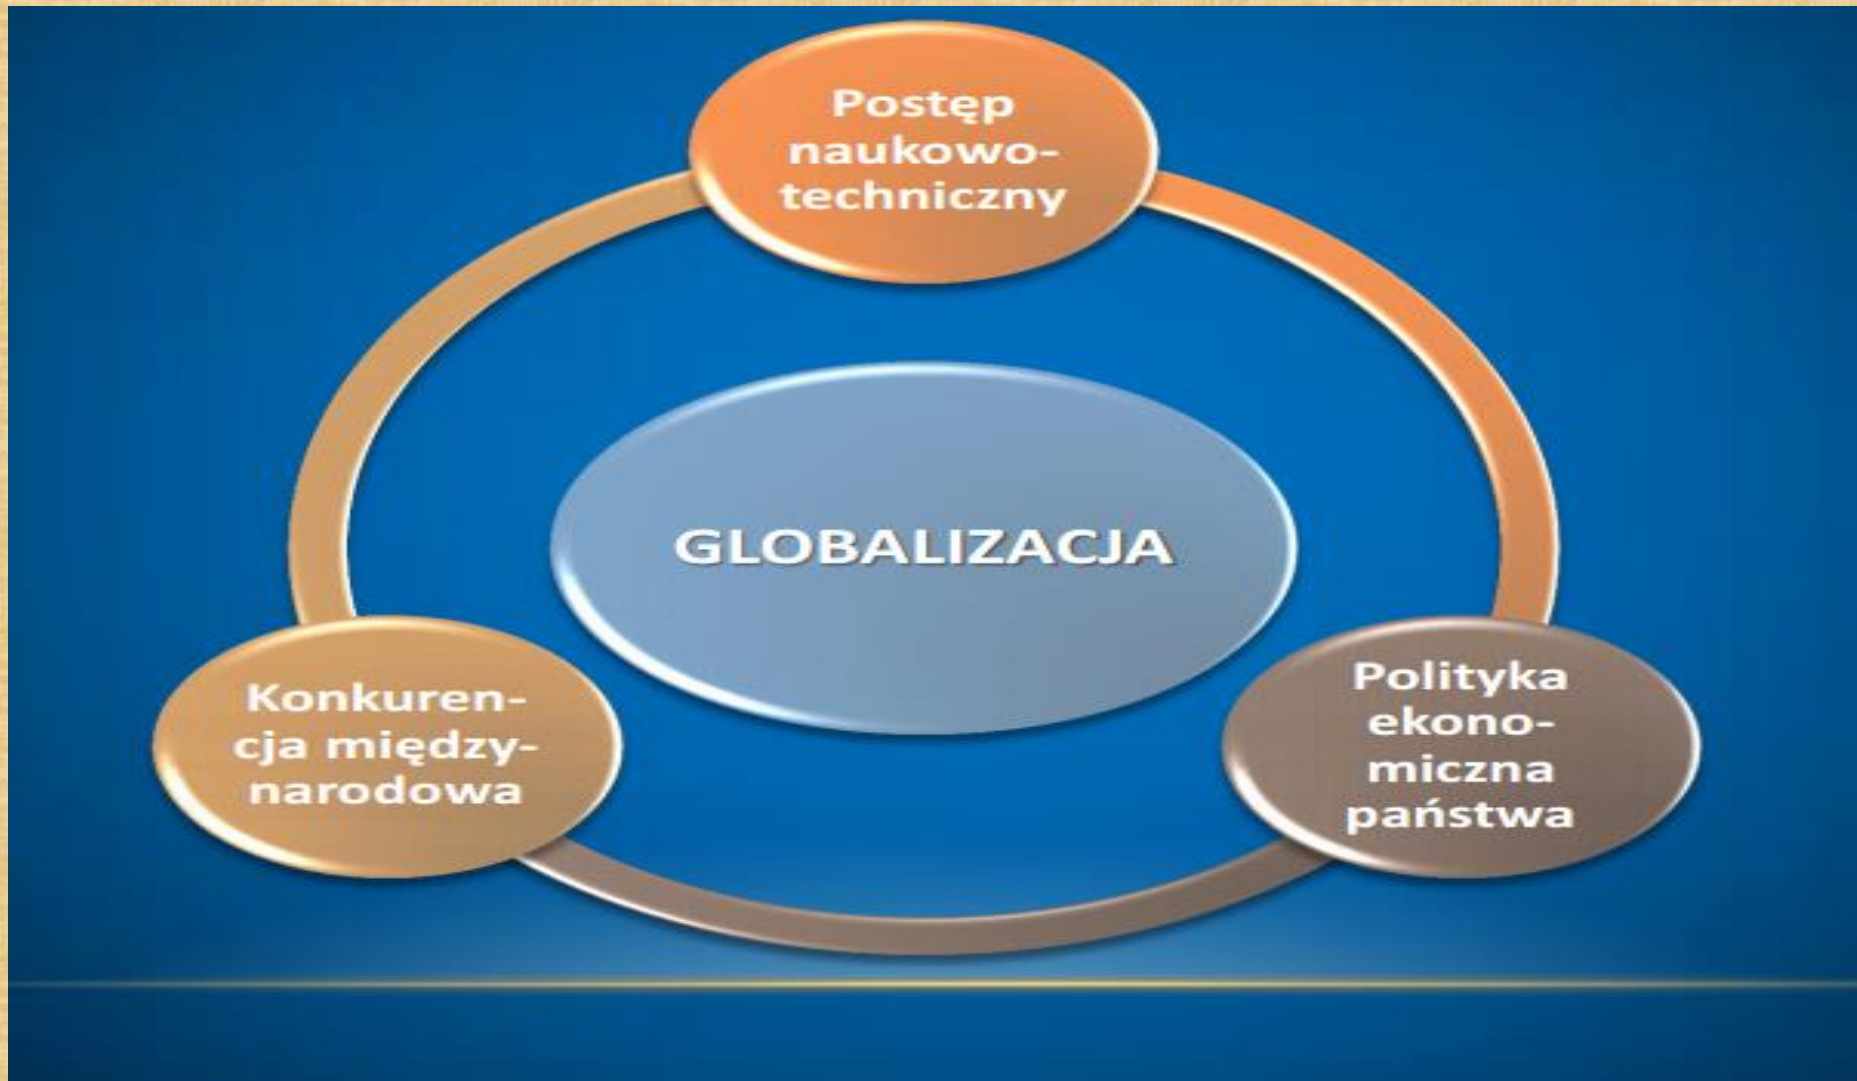 Postęp
naukowo-
techniczny
GLOBALIZACJA
Konkuren-
cja między-
narodowa
Polityka
ekono-
miczna
państwa